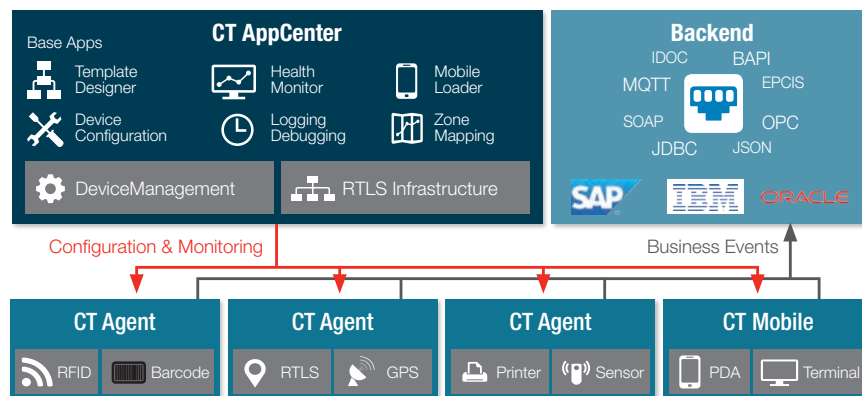 CT AppCenter
Base Apps
Template
Designer
Health
Monitor
Mobile
Loader
Device
Configuration
Logging
Debugging
Zone
Mapping
DeviceManagement
RTLS Infrastructure
Backend
IDOC
BAPI
MQTT
EPCIS
SOAP
OPC
JDBC
JSON
SAP
IBM
ORACLE
Configuration & Monitoring
Business Events
CT Agent
RFID
Barcode
CT Agent
RTLS
GPS
CT Agent
Printer
Sensor
CT Mobile
PDA
Terminal